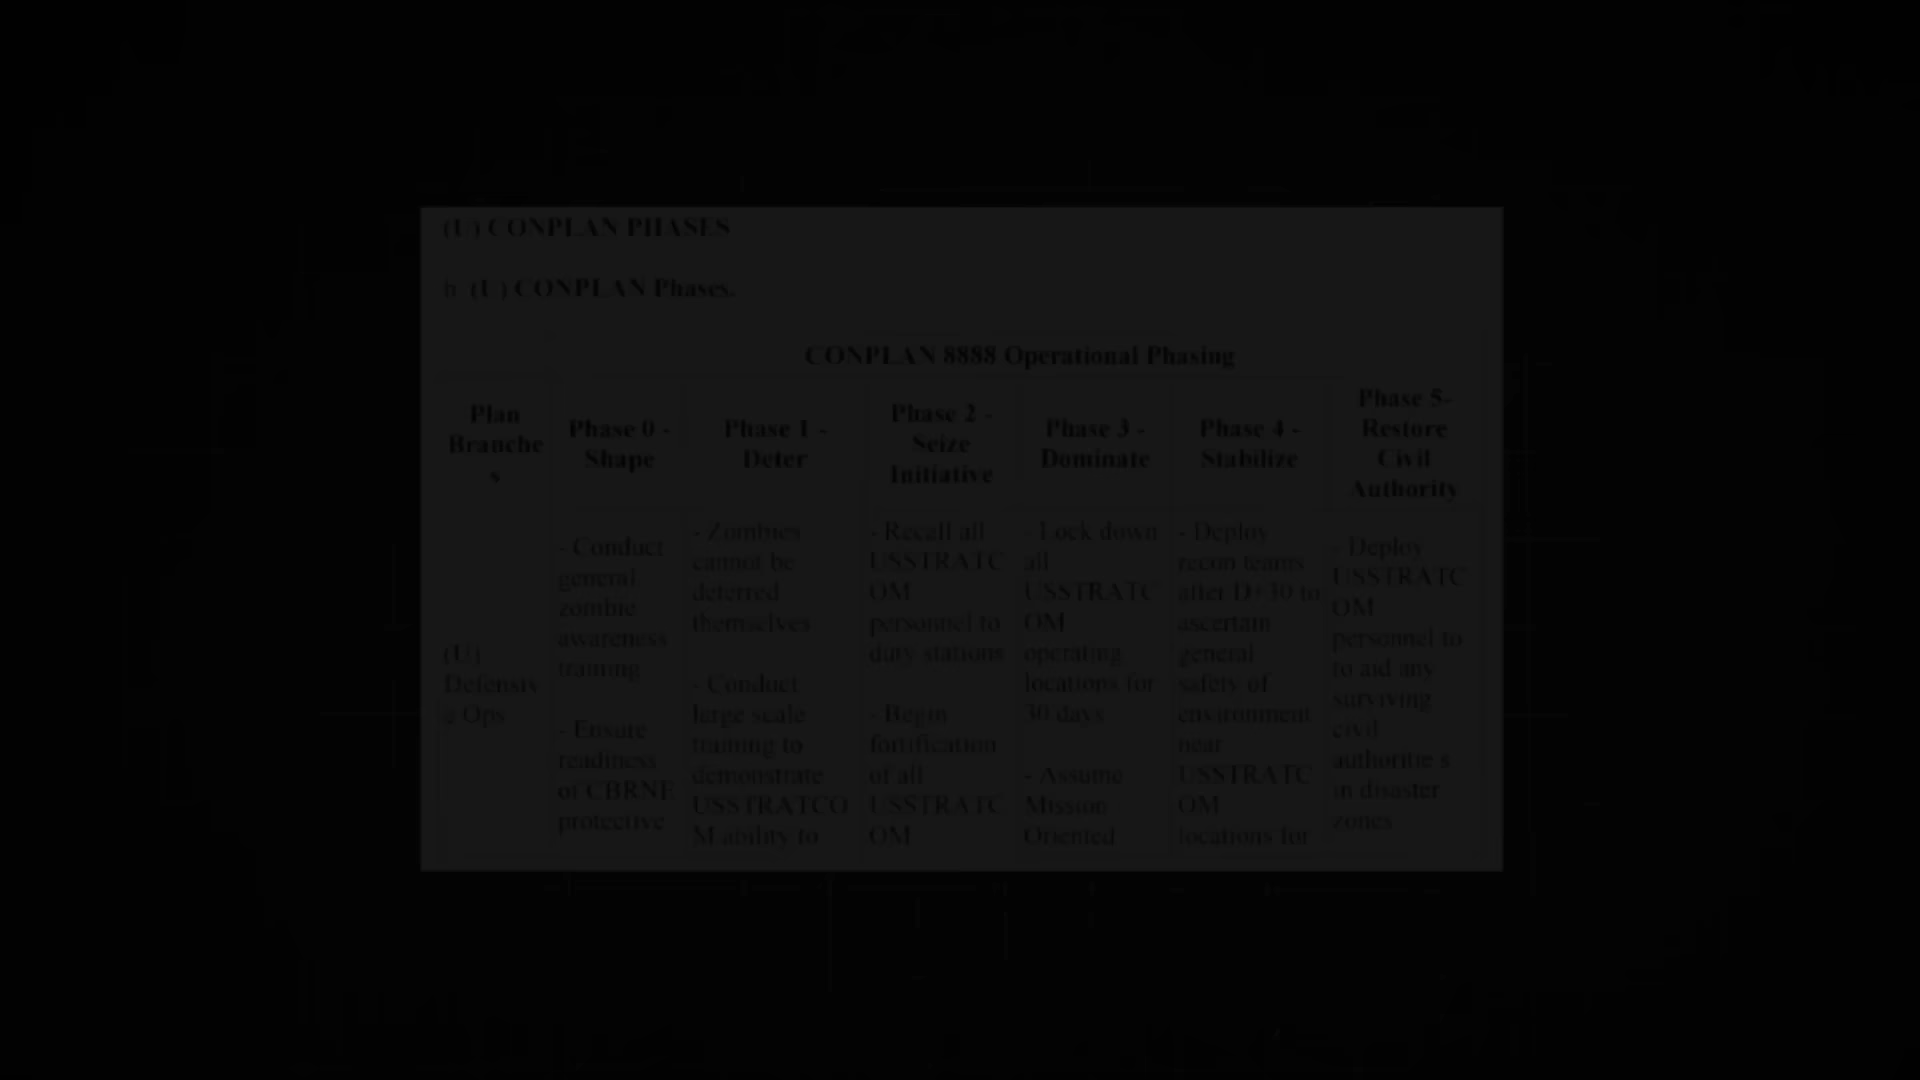 (U) CONPLAN PHASES
b. (U) CONPLAN Phases.
CONPLAN 8888 Operational Phasing
Plan
Branche
s
Phase 0 -
Shape
Phase 1 -
Deter
Phase 2 -
Seize
Initiative
Phase 3 -
Dominate
Phase 4 -
Stabilize
Phase 5-
Restore
Civil
Authority
(U)
Defensiv
e Ops
- Conduct
general
zombie
awareness
training
- Ensure
readiness
of CBRNE
protective
- Zombies
cannot be
deterred
themselves
- Conduct
large scale
training to
demonstrate
USSTRATCO
M ability to
- Recall all
USSTRATC
OM
personnel to
duty stations
- Begin
fortification
of all
USSTRATC
OM
- Lock down
all
USSTRATC
OM
operating
locations for
30 days
- Assume
Mission
Oriented
- Deploy
recon teams
after D+30 to
ascertain
general
safety of
environment
near
USSTRATC
OM
locations for
- Deploy
USSTRATC
OM
personnel to
to aid any
surviving
civil
authoritie s
in disaster
zones